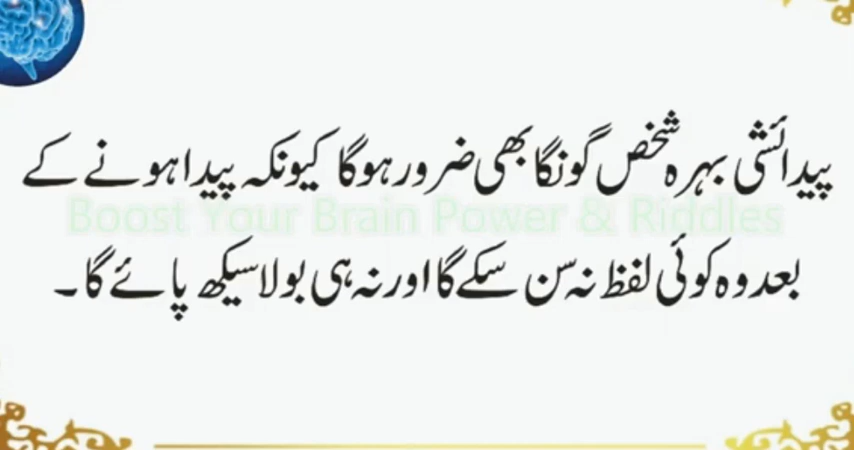 پیدائشی بہرہ شخص گونگا بھی ضرور ہوگا کیونکہ پیدا ہونے کے
Boost Your Brain Power & Riddles
بعد وہ کوئی لفظ نہ سن سکے گا اور نہ ہی بولا سیکھ پائے گا۔